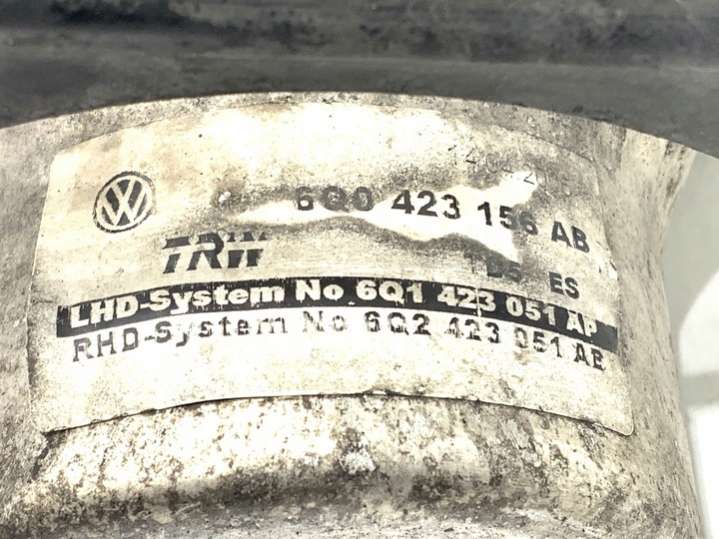 6Q0 423 156 AB
TRW
ES
LHD-System No 6Q1 423 051 AP
RHD-System No 6Q2 423 051